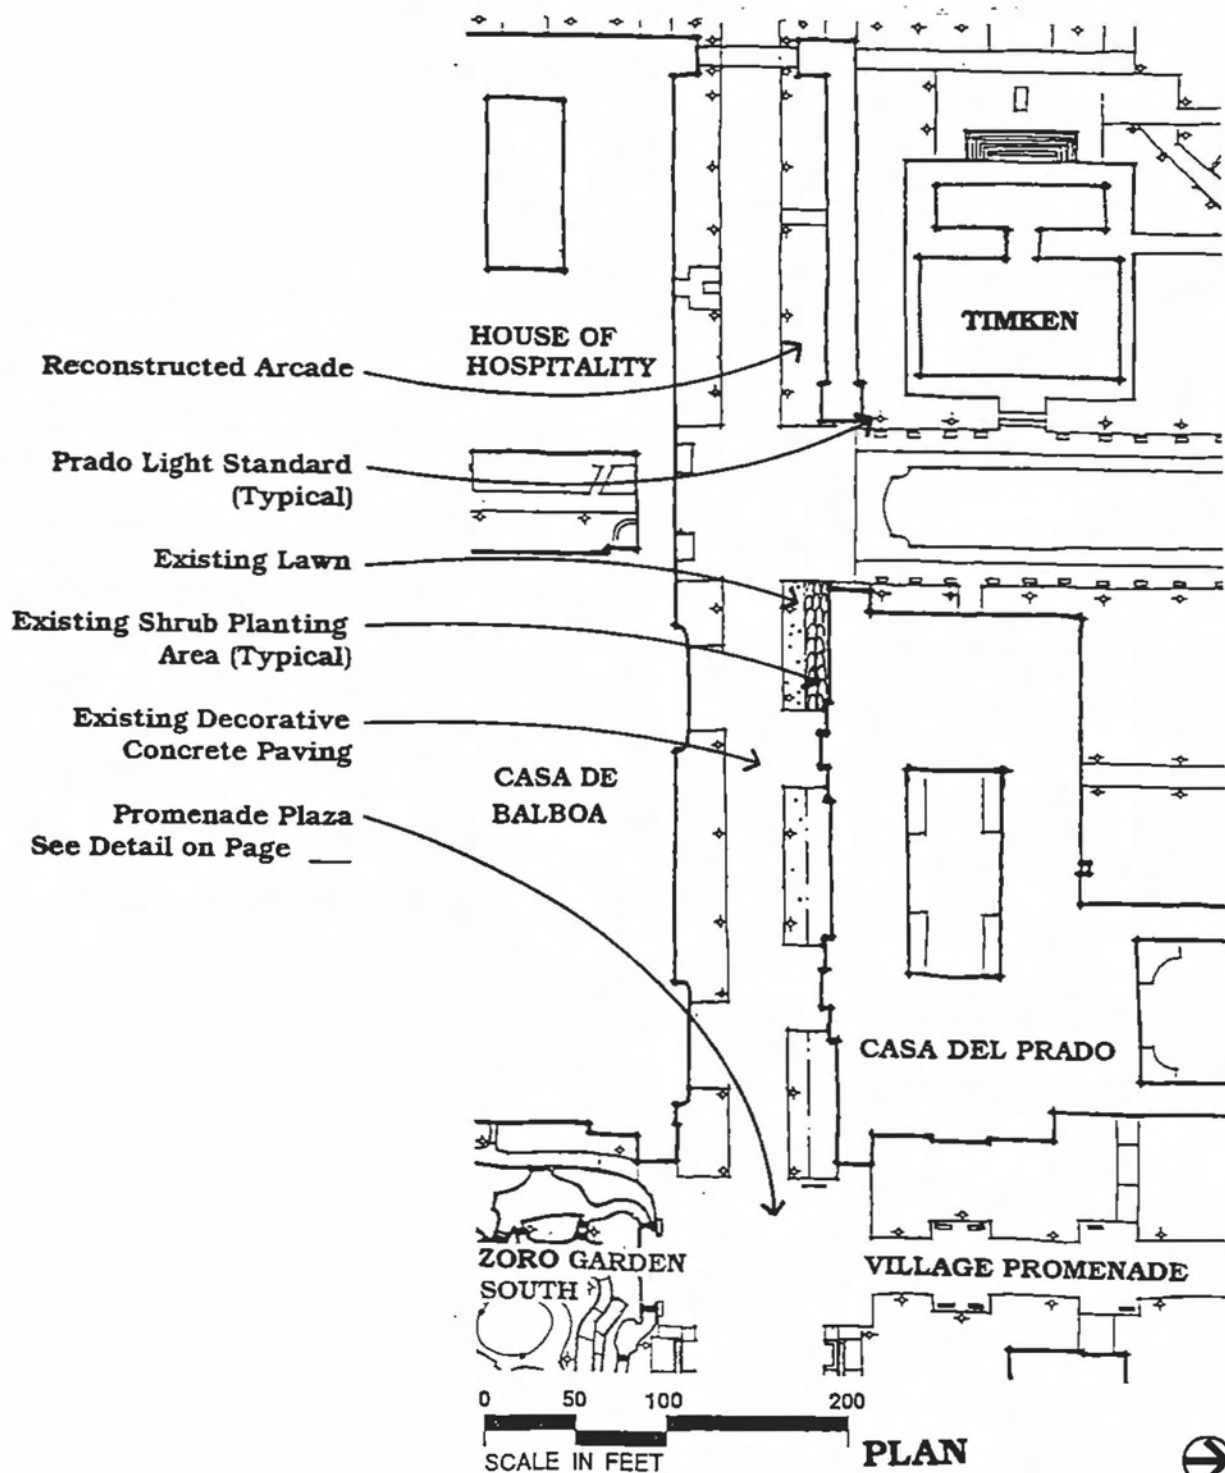 TIMKEN
HOUSE OF
HOSPITALITY
Reconstructed Arcade
Prado Light Standard
(Typical)
Existing Lawn
Existing Shrub Planting
Area (Typical)
Existing Decorative
Concrete Paving
CASA DE
BALBOA
Promenade Plaza
See Detail on Page ___
CASA DEL PRADO
ZORO GARDEN
SOUTH
VILLAGE PROMENADE
0 50 100 200
SCALE IN FEET
PLAN